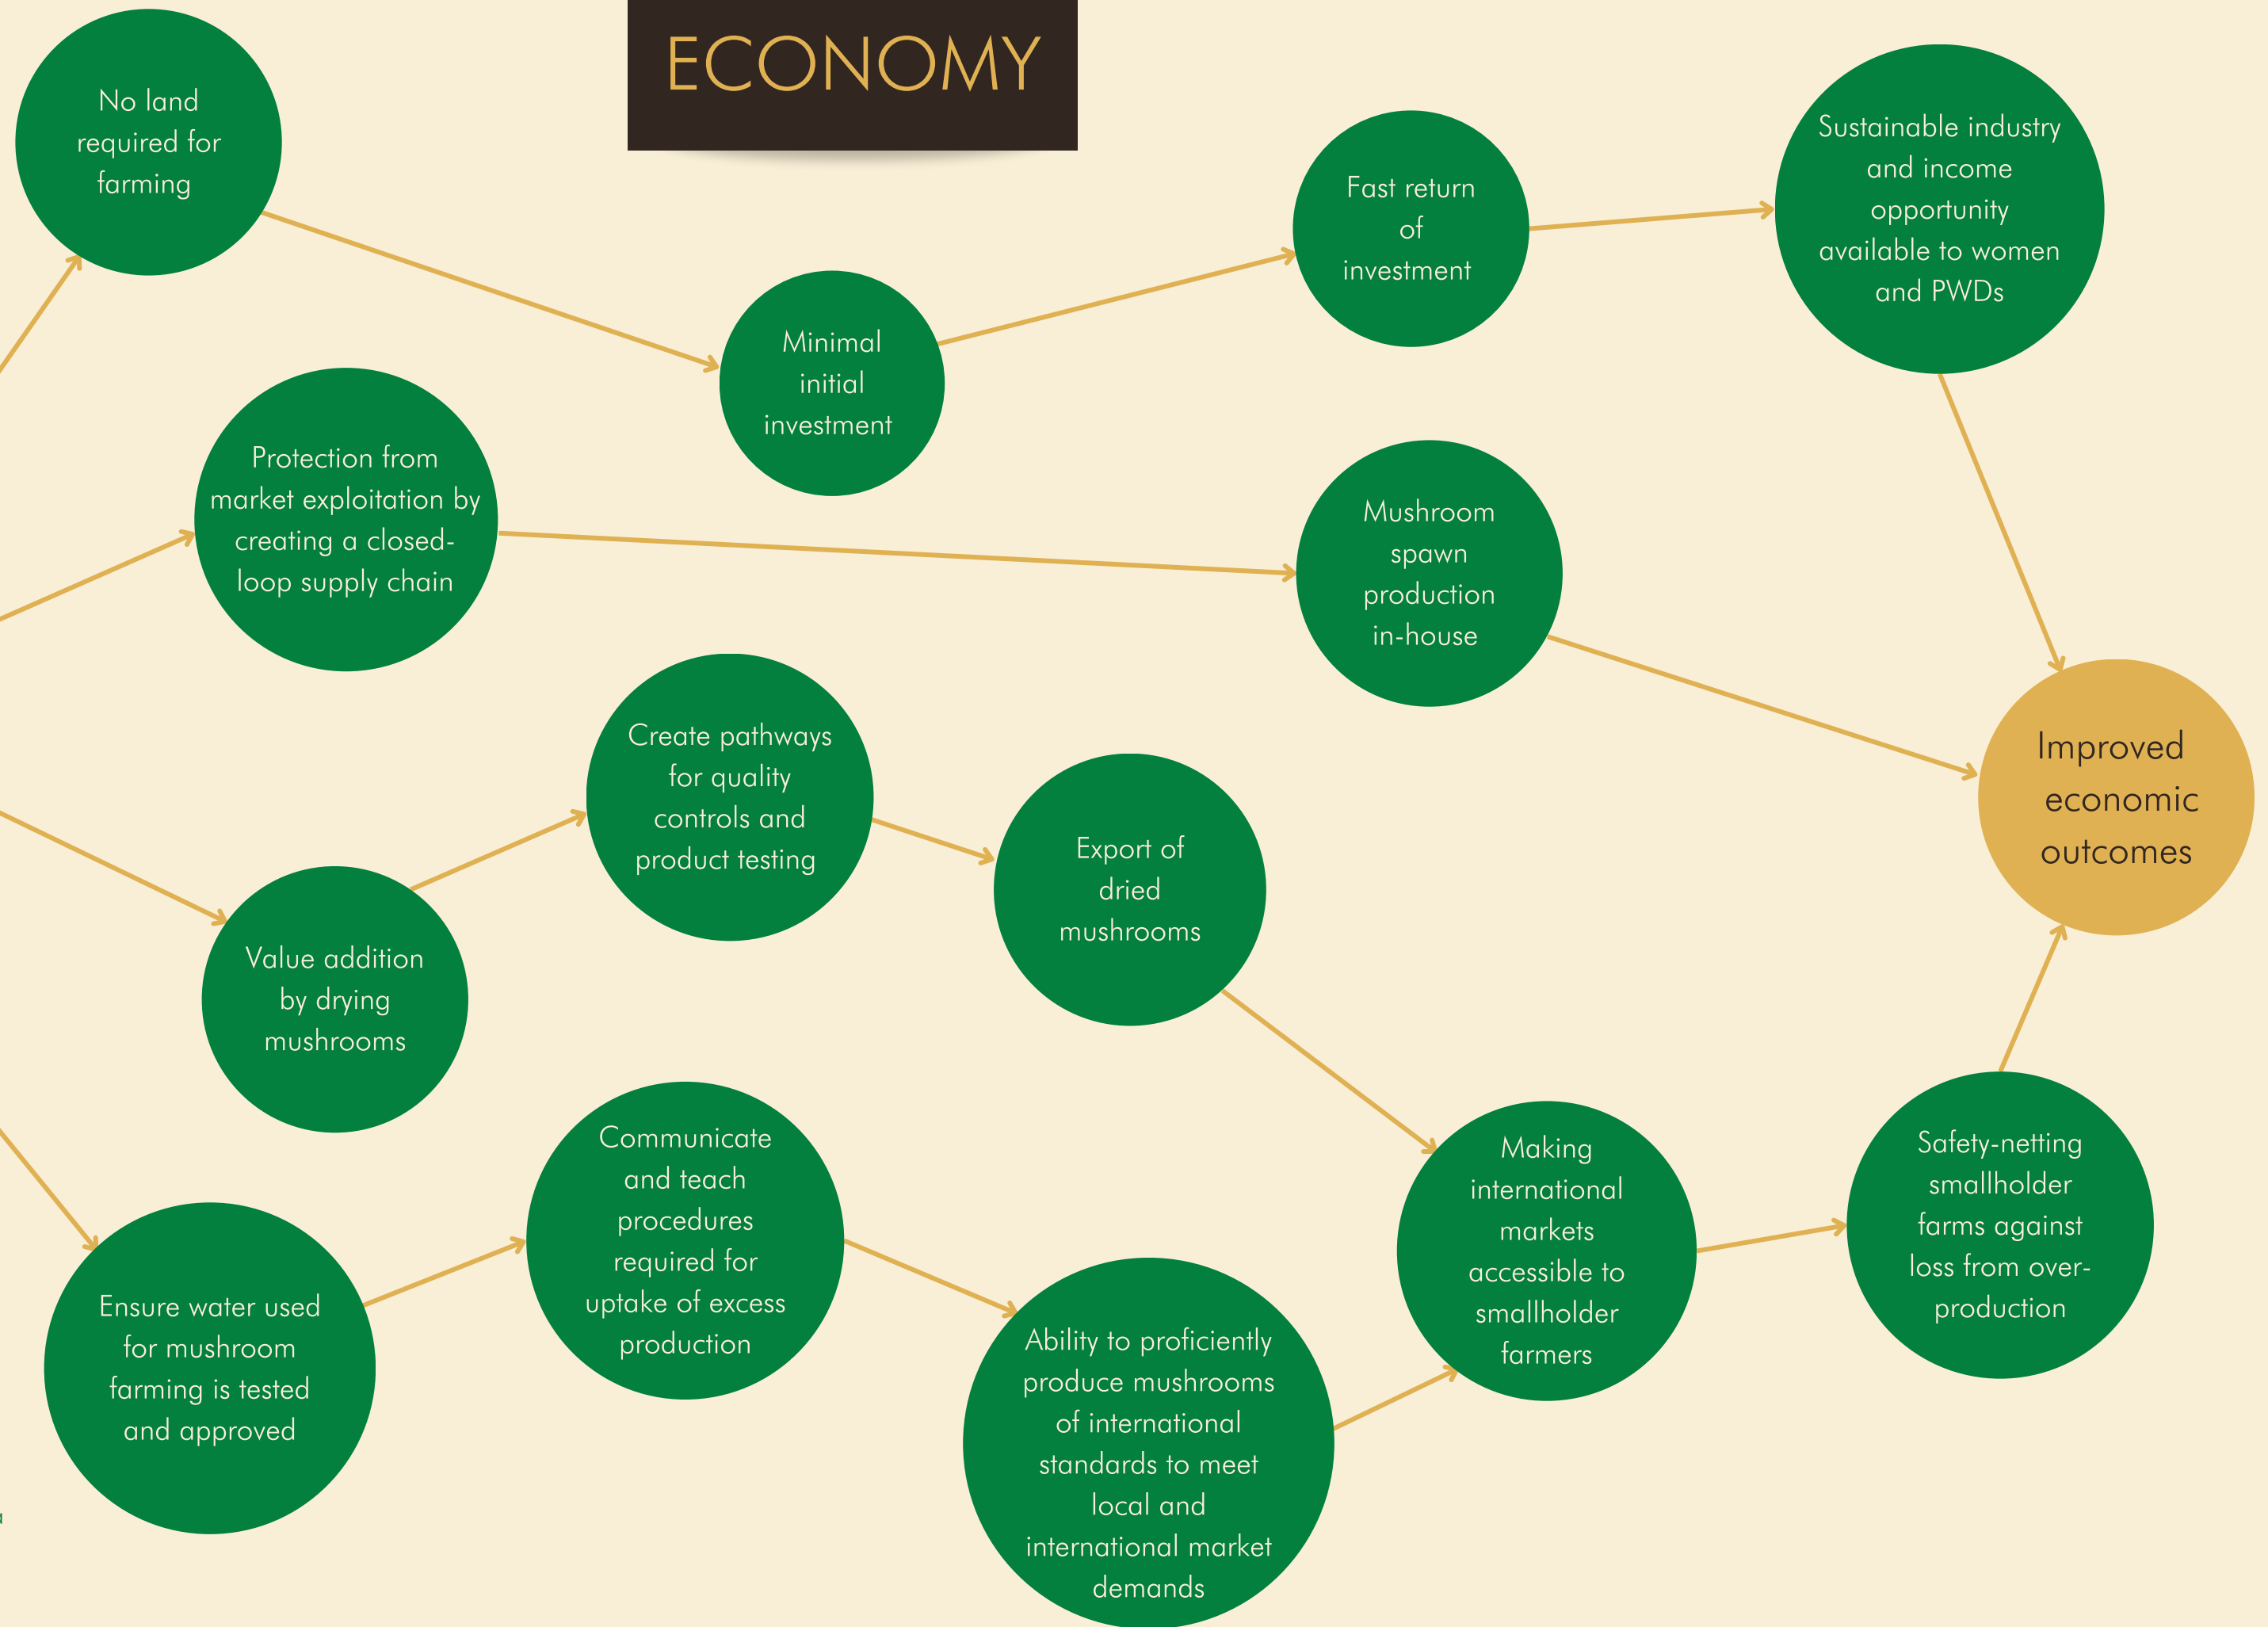 ECONOMY
No land
required for
farming
Minimal
initial
investment
Fast return
of
investment
Sustainable industry
and income
opportunity
available to women
and PWDs
Protection from
market exploitation by
creating a closed-
loop supply chain
Mushroom
spawn
production
in-house
Value addition
by drying
mushrooms
Create pathways
for quality
controls and
product testing
Export of
dried
mushrooms
Ensure water used
for mushroom
farming is tested
and approved
Communicate
and teach
procedures
required for
uptake of excess
production
Ability to proficiently
produce mushrooms
of international
standards to meet
local and
international market
demands
Making
international
markets
accessible to
smallholder
farmers
Safety-netting
smallholder
farms against
loss from over-
production
Improved
economic
outcomes